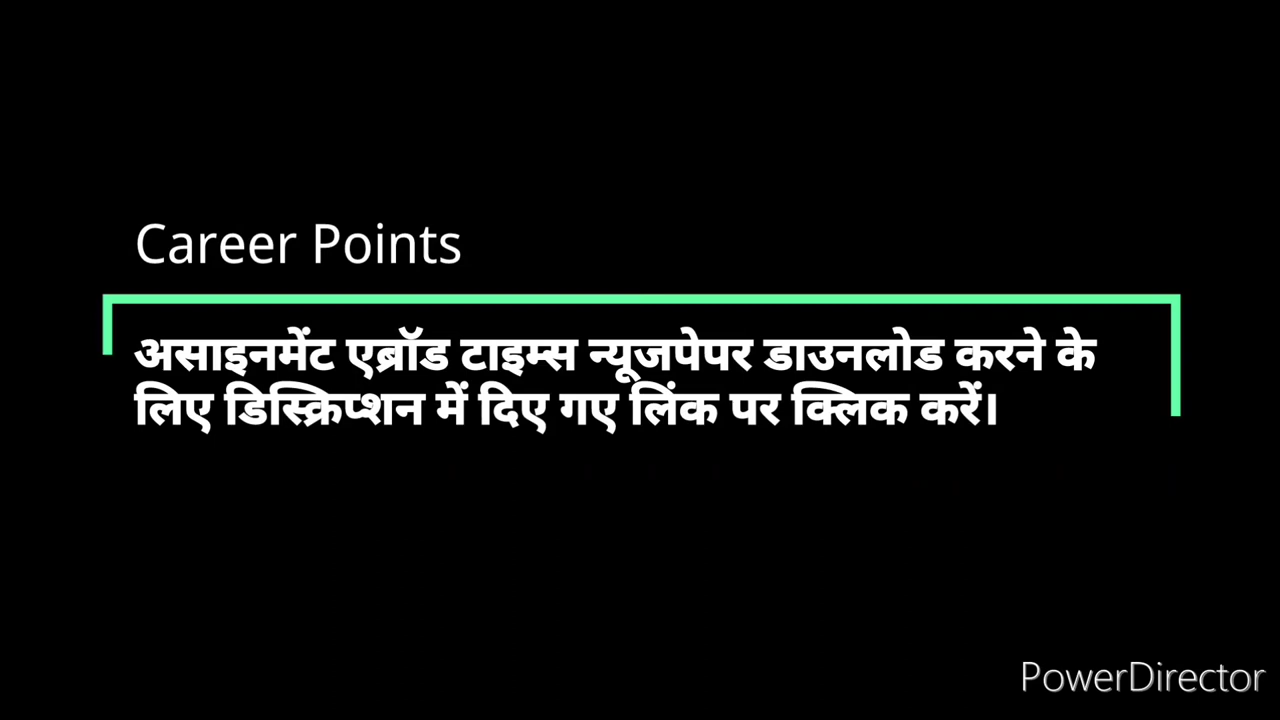 Career Points
असाइनमेंट एब्रॉड टाइम्स न्यूजपेपर डाउनलोड करने के
लिए डिस्क्रिप्शन में दिए गए लिंक पर क्लिक करें।
PowerDirector